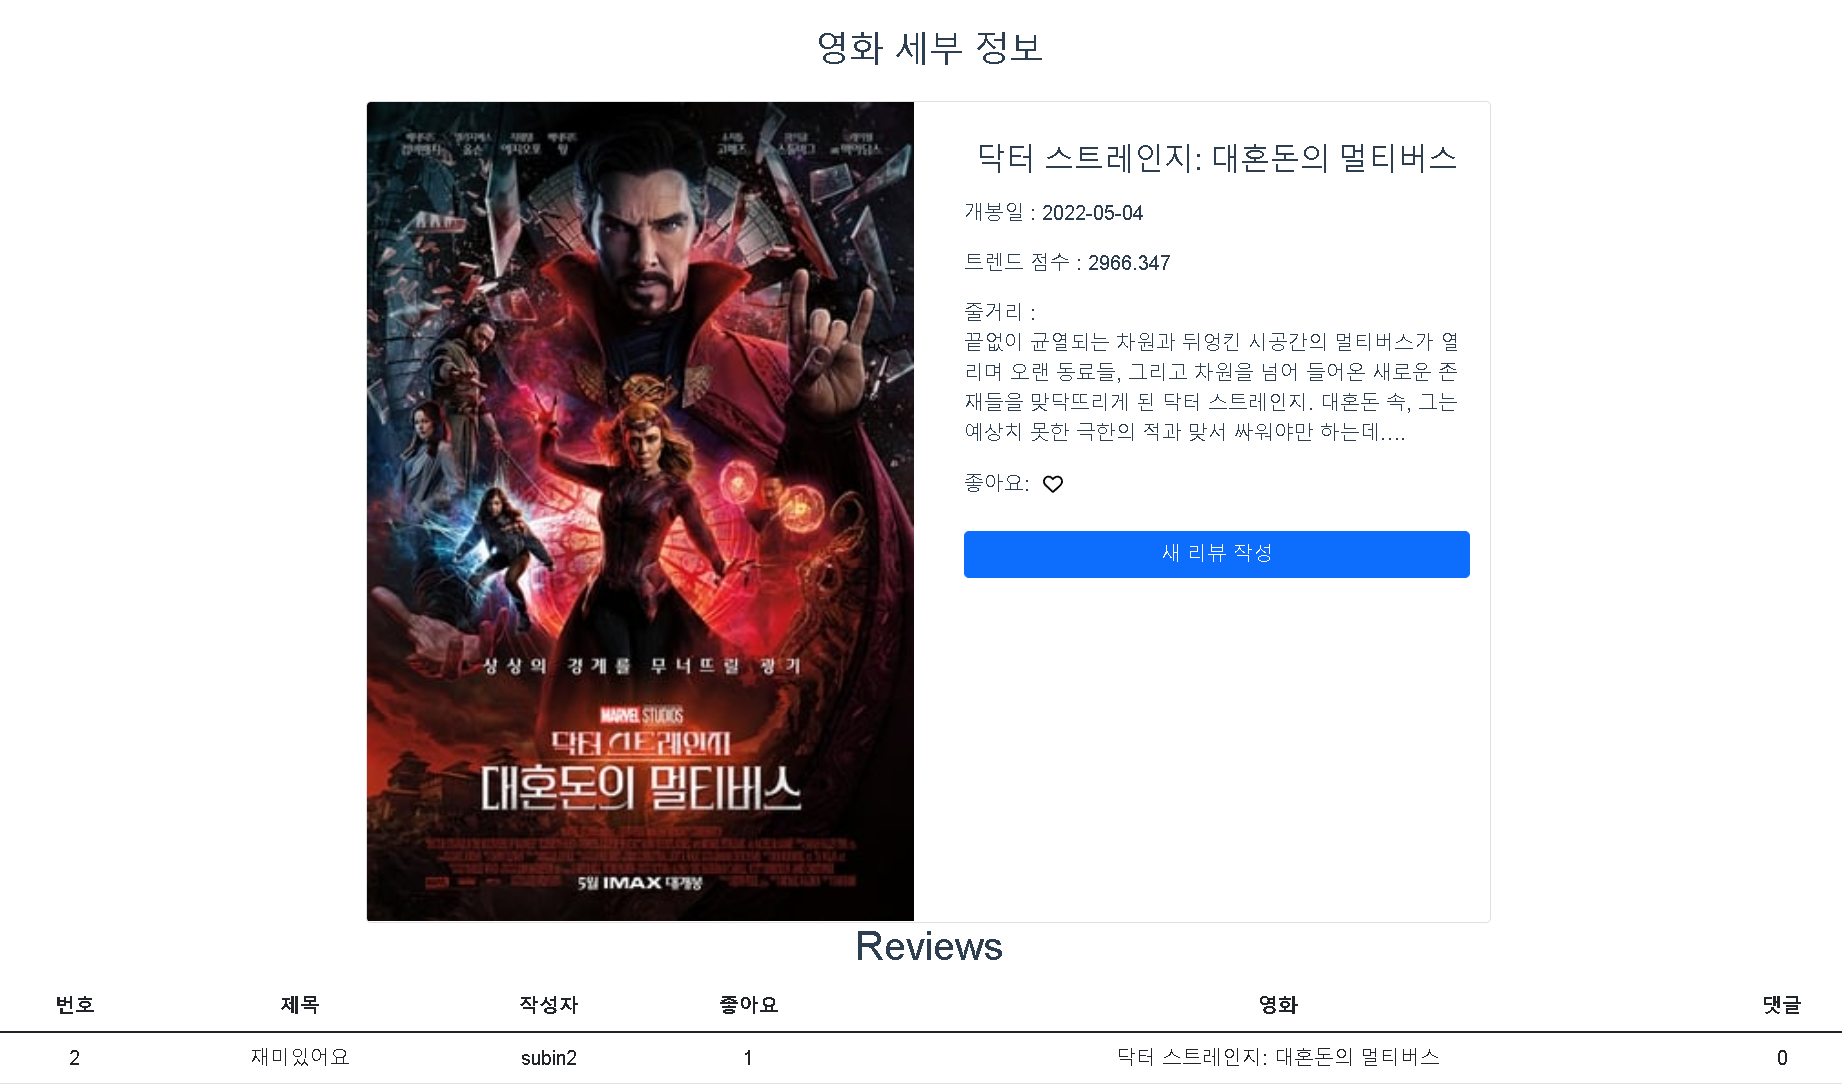 영화 세부 정보
상상의 경계를 무너뜨릴 광기
MARVEL STUDIOS
닥터 스트레인지
대혼돈의 멀티버스
5월 IMAX 대개봉
닥터 스트레인지: 대혼돈의 멀티버스
개봉일 : 2022-05-04
트렌드 점수 : 2966.347
줄거리 :
끝없이 균열되는 차원과 뒤엉킨 시공간의 멀티버스가 열
리며 오랜 동료들, 그리고 차원을 넘어 들어온 새로운 존
재들을 맞닥뜨리게 된 닥터 스트레인지. 대혼돈 속, 그는
예상치 못한 극한의 적과 맞서 싸워야만 하는데….
좋아요:
새 리뷰 작성
Reviews
번호 제목 작성자 좋아요 영화 댓글
2 재미있어요 subin2 1 닥터 스트레인지: 대혼돈의 멀티버스 0